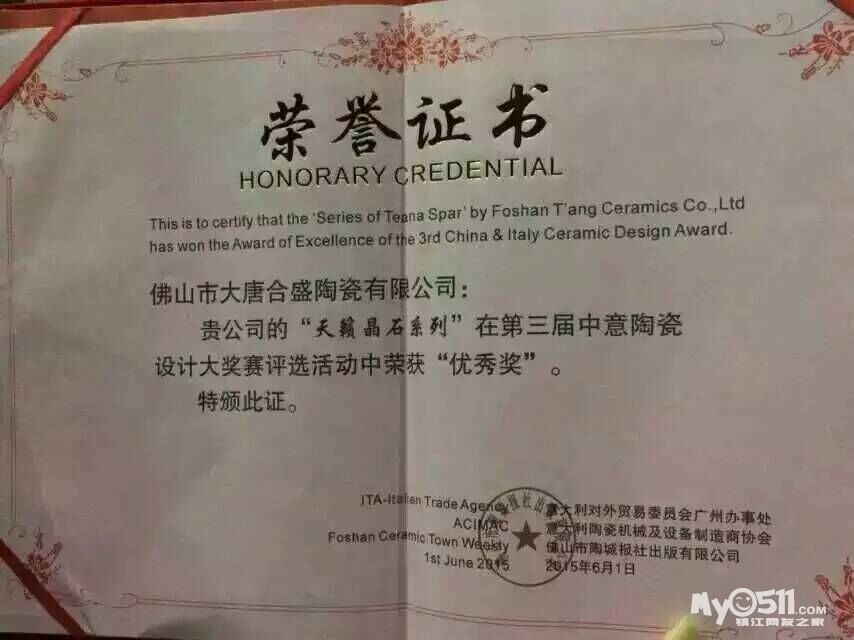 荣誉证书
HONORARY CREDENTIAL
This is to certify that the 'Series of Teana Spar' by Foshan T'ang Ceramics Co.,Ltd
has won the Award of Excellence of the 3rd China & Italy Ceramic Design Award.
佛山市大唐合盛陶瓷有限公司：
贵公司的“天籁晶石系列”在第三届中意陶瓷
设计大奖赛评选活动中荣获“优秀奖”。
特颁此证。
ITA-Italian Trade Agency 意大利对外贸易委员会广州办事处
ACIMAC 意大利陶瓷机械及设备制造商协会
Foshan Ceramic Town Weekly 佛山市陶城报社出版有限公司
1st June 2015 2015年6月1日
My0511.com
镇江网友之家